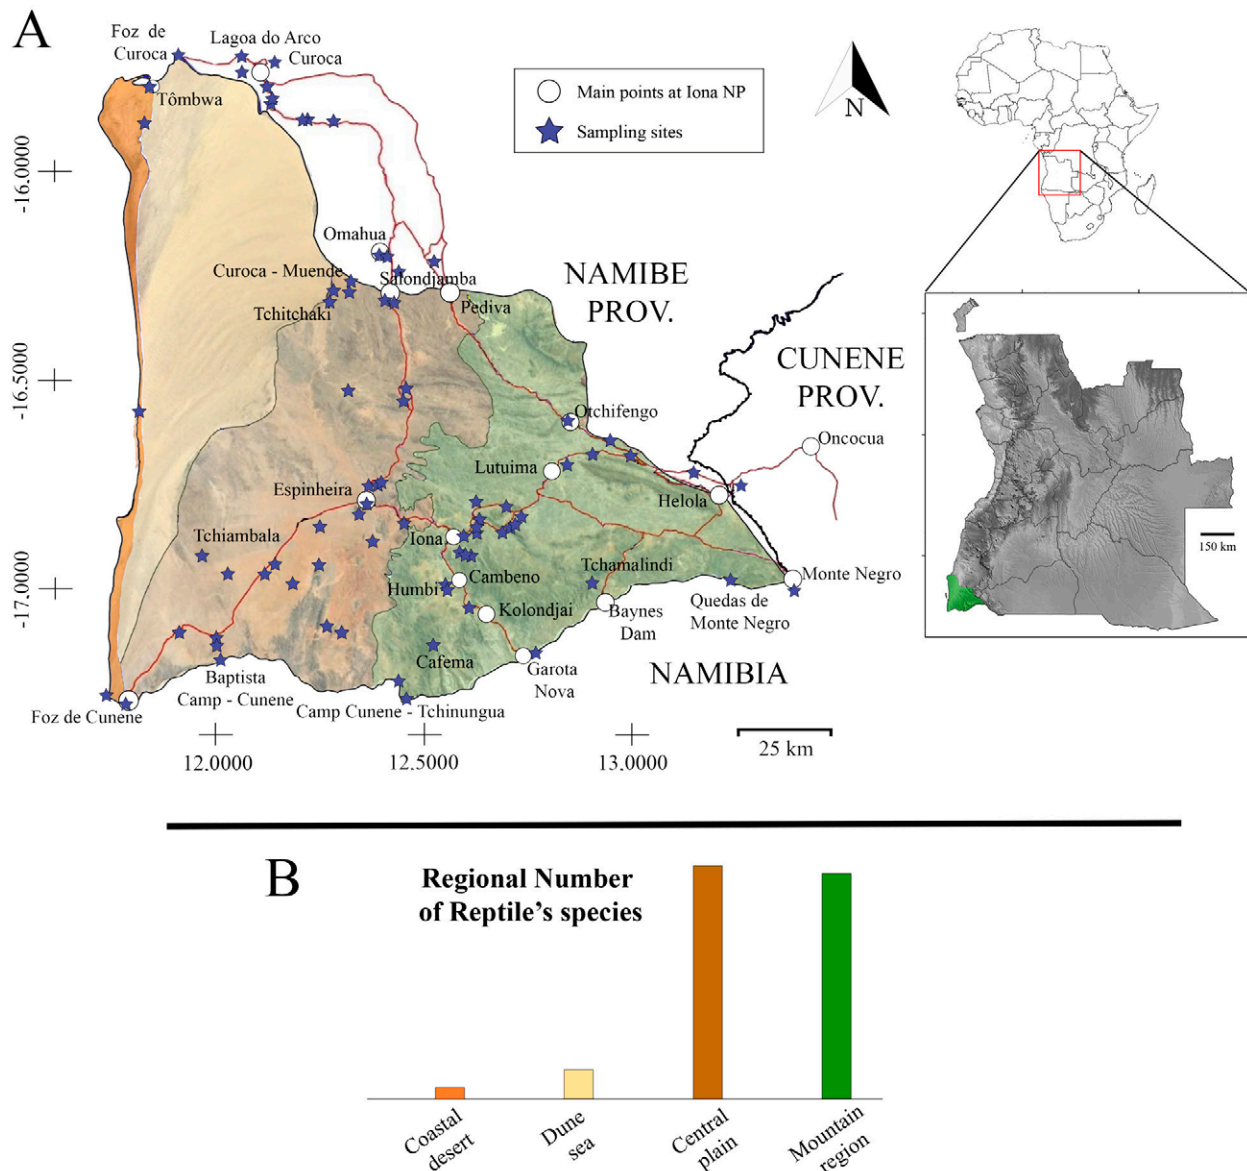 A
Foz de
Curoca
Lagoa do Arco
Curoca
Tômbwa
Main points at Iona NP
Sampling sites
N
-16.0000
Omahua
Curoca - Muende
Salondjamba
Tchitchaki
Pediva
NAMIBE
PROV.
CUNENE
PROV.
-16.5000
Otchifengo
Oncocua
Lutuima
Espinheira
Helola
Tchiambala
Iona
150 km
-17.0000
Humbi
Cambeno
Tchamalindi
Monte Negro
Kolondjai
Baynes
Dam
Quedas de
Monte Negro
Cafema
Garota
Nova
NAMIBIA
Baptista
Camp - Cunene
Foz de Cunene
Camp Cunene - Tchinungua
25 km
12.0000
12.5000
13.0000
B
Regional Number
of Reptile's species
Coastal
desert
Dune
sea
Central
plain
Mountain
region